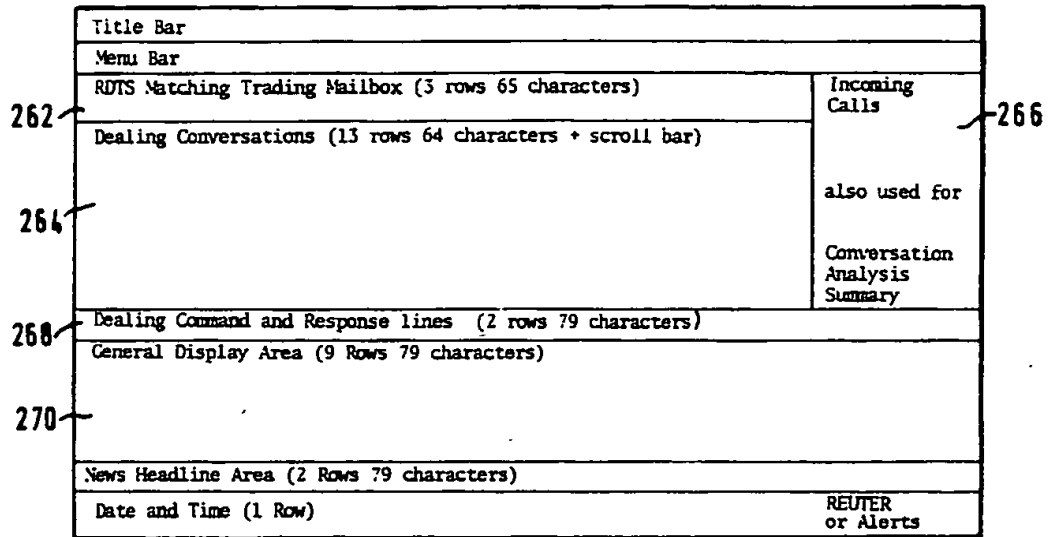 Title Bar
Menu Bar
RDTS Matching Trading Mailbox (3 rows 65 characters)
Incoming
Calls
262
266
Dealing Conversations (13 rows 64 characters + scroll bar)
also used for
264
Conversation
Analysis
Summary
Dealing Command and Response lines (2 rows 79 characters)
268
General Display Area (9 Rows 79 characters)
270
News Headline Area (2 Rows 79 characters)
Date and Time (1 Row)
REUTER
or Alerts